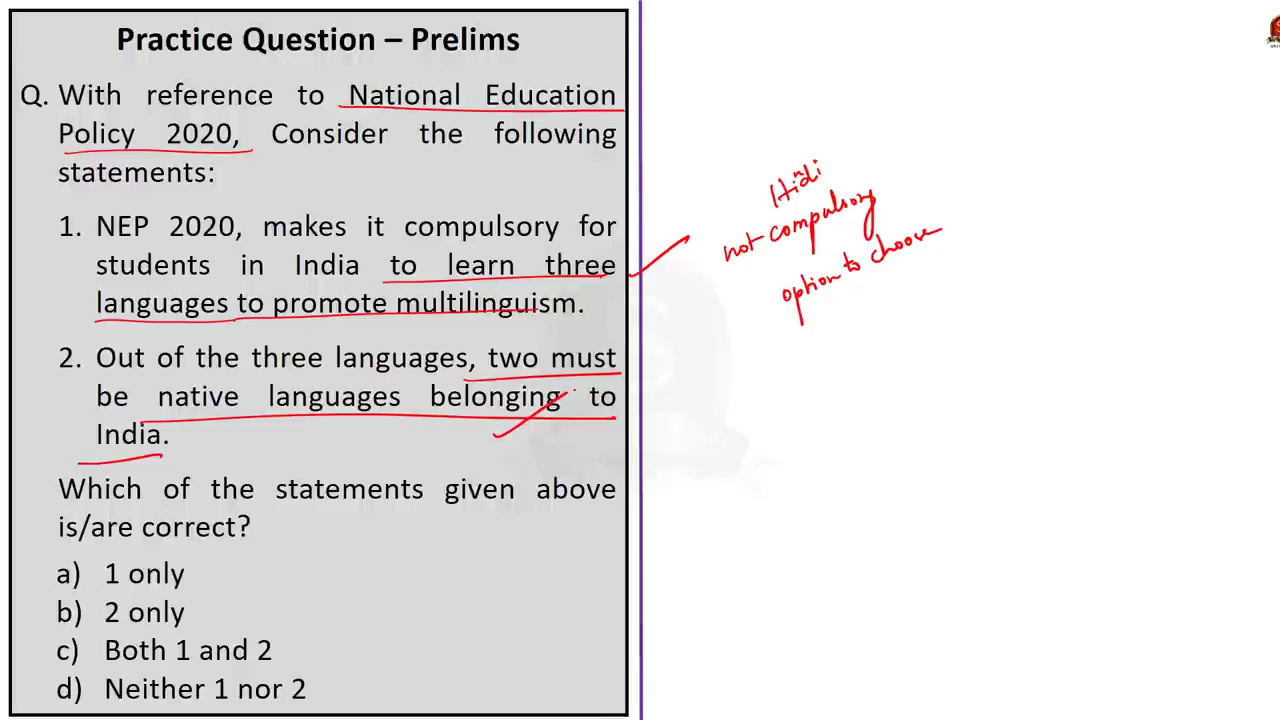 Practice Question – Prelims
Q. With reference to National Education
Policy 2020, Consider the following
statements:
1. NEP 2020, makes it compulsory for
students in India to learn three
languages to promote multilinguism.
2. Out of the three languages, two must
be native languages belonging to
India.
Which of the statements given above
is/are correct?
a) 1 only
b) 2 only
c) Both 1 and 2
d) Neither 1 nor 2
Hindi
not compulsory
option to choose